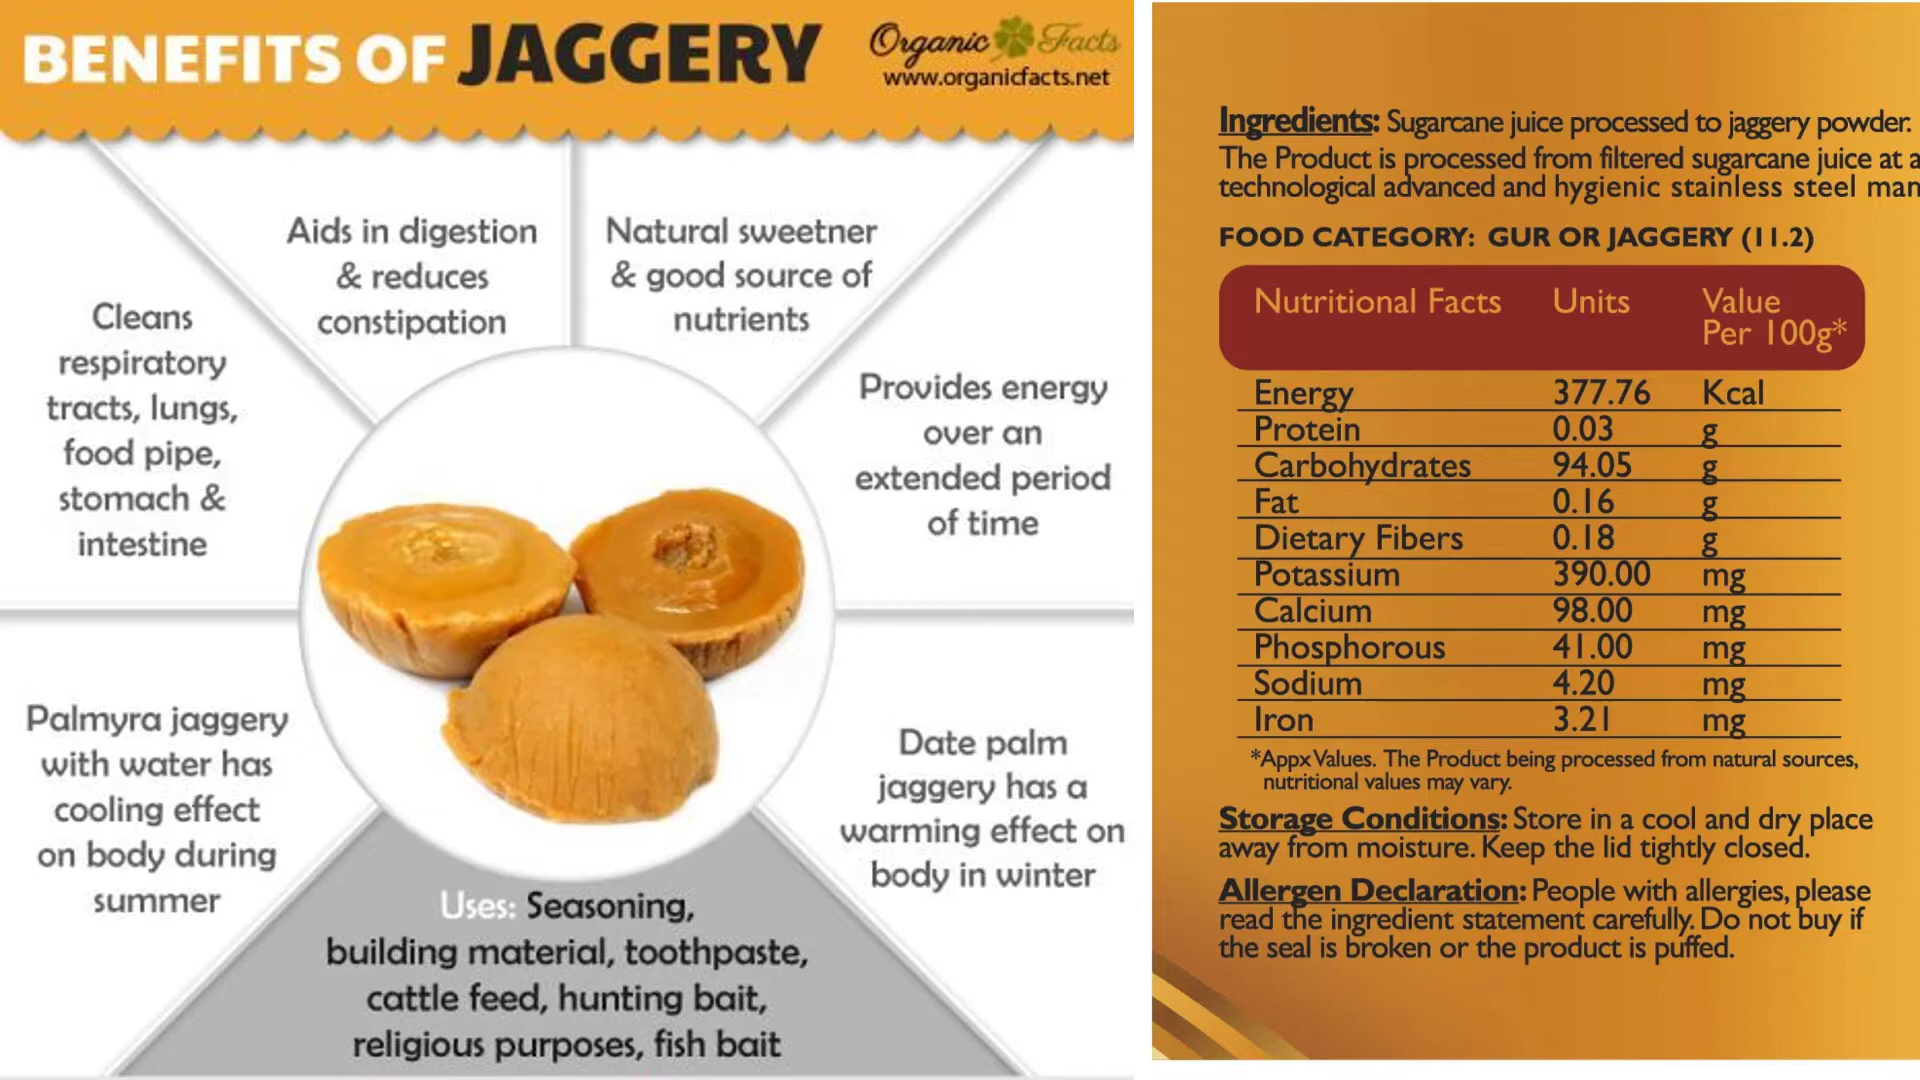 BENEFITS OF JAGGERY
Organic Facts
www.organicfacts.net
Aids in digestion
& reduces
constipation
Natural sweetner
& good source of
nutrients
Cleans
respiratory
tracts, lungs,
food pipe,
stomach &
intestine
Provides energy
over an
extended period
of time
Palmyra jaggery
with water has
cooling effect
on body during
summer
Date palm
jaggery has a
warming effect on
body in winter
Uses: Seasoning,
building material, toothpaste,
cattle feed, hunting bait,
religious purposes, fish bait
Ingredients: Sugarcane juice processed to jaggery powder.
The Product is processed from filtered sugarcane juice at a
technological advanced and hygienic stainless steel man
FOOD CATEGORY: GUR OR JAGGERY (11.2)
Nutritional Facts Units Value
Per 100g*
Energy 377.76 Kcal
Protein 0.03 g
Carbohydrates 94.05 g
Fat 0.16 g
Dietary Fibers 0.18 g
Potassium 390.00 mg
Calcium 98.00 mg
Phosphorous 41.00 mg
Sodium 4.20 mg
Iron 3.21 mg
*Appx Values. The Product being processed from natural sources,
nutritional values may vary.
Storage Conditions: Store in a cool and dry place
away from moisture. Keep the lid tightly closed.
Allergen Declaration: People with allergies, please
read the ingredient statement carefully. Do not buy if
the seal is broken or the product is puffed.